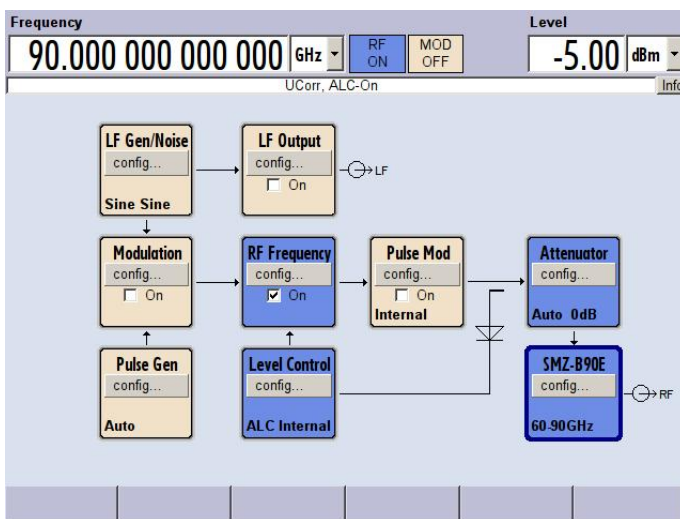 Frequency
Level
90.000 000 000 000 GHz
RF ON
MOD OFF
-5.00 dBm
UCorr, ALC-On
Info
LF Gen/Noise
config...
Sine Sine
LF Output
config...
On
LF
Modulation
config...
On
RF Frequency
config...
On
Pulse Mod
config...
On
Internal
Attenuator
config...
Auto 0dB
Pulse Gen
config...
Auto
Level Control
config...
ALC Internal
SMZ-B90E
config...
60-90GHz
RF